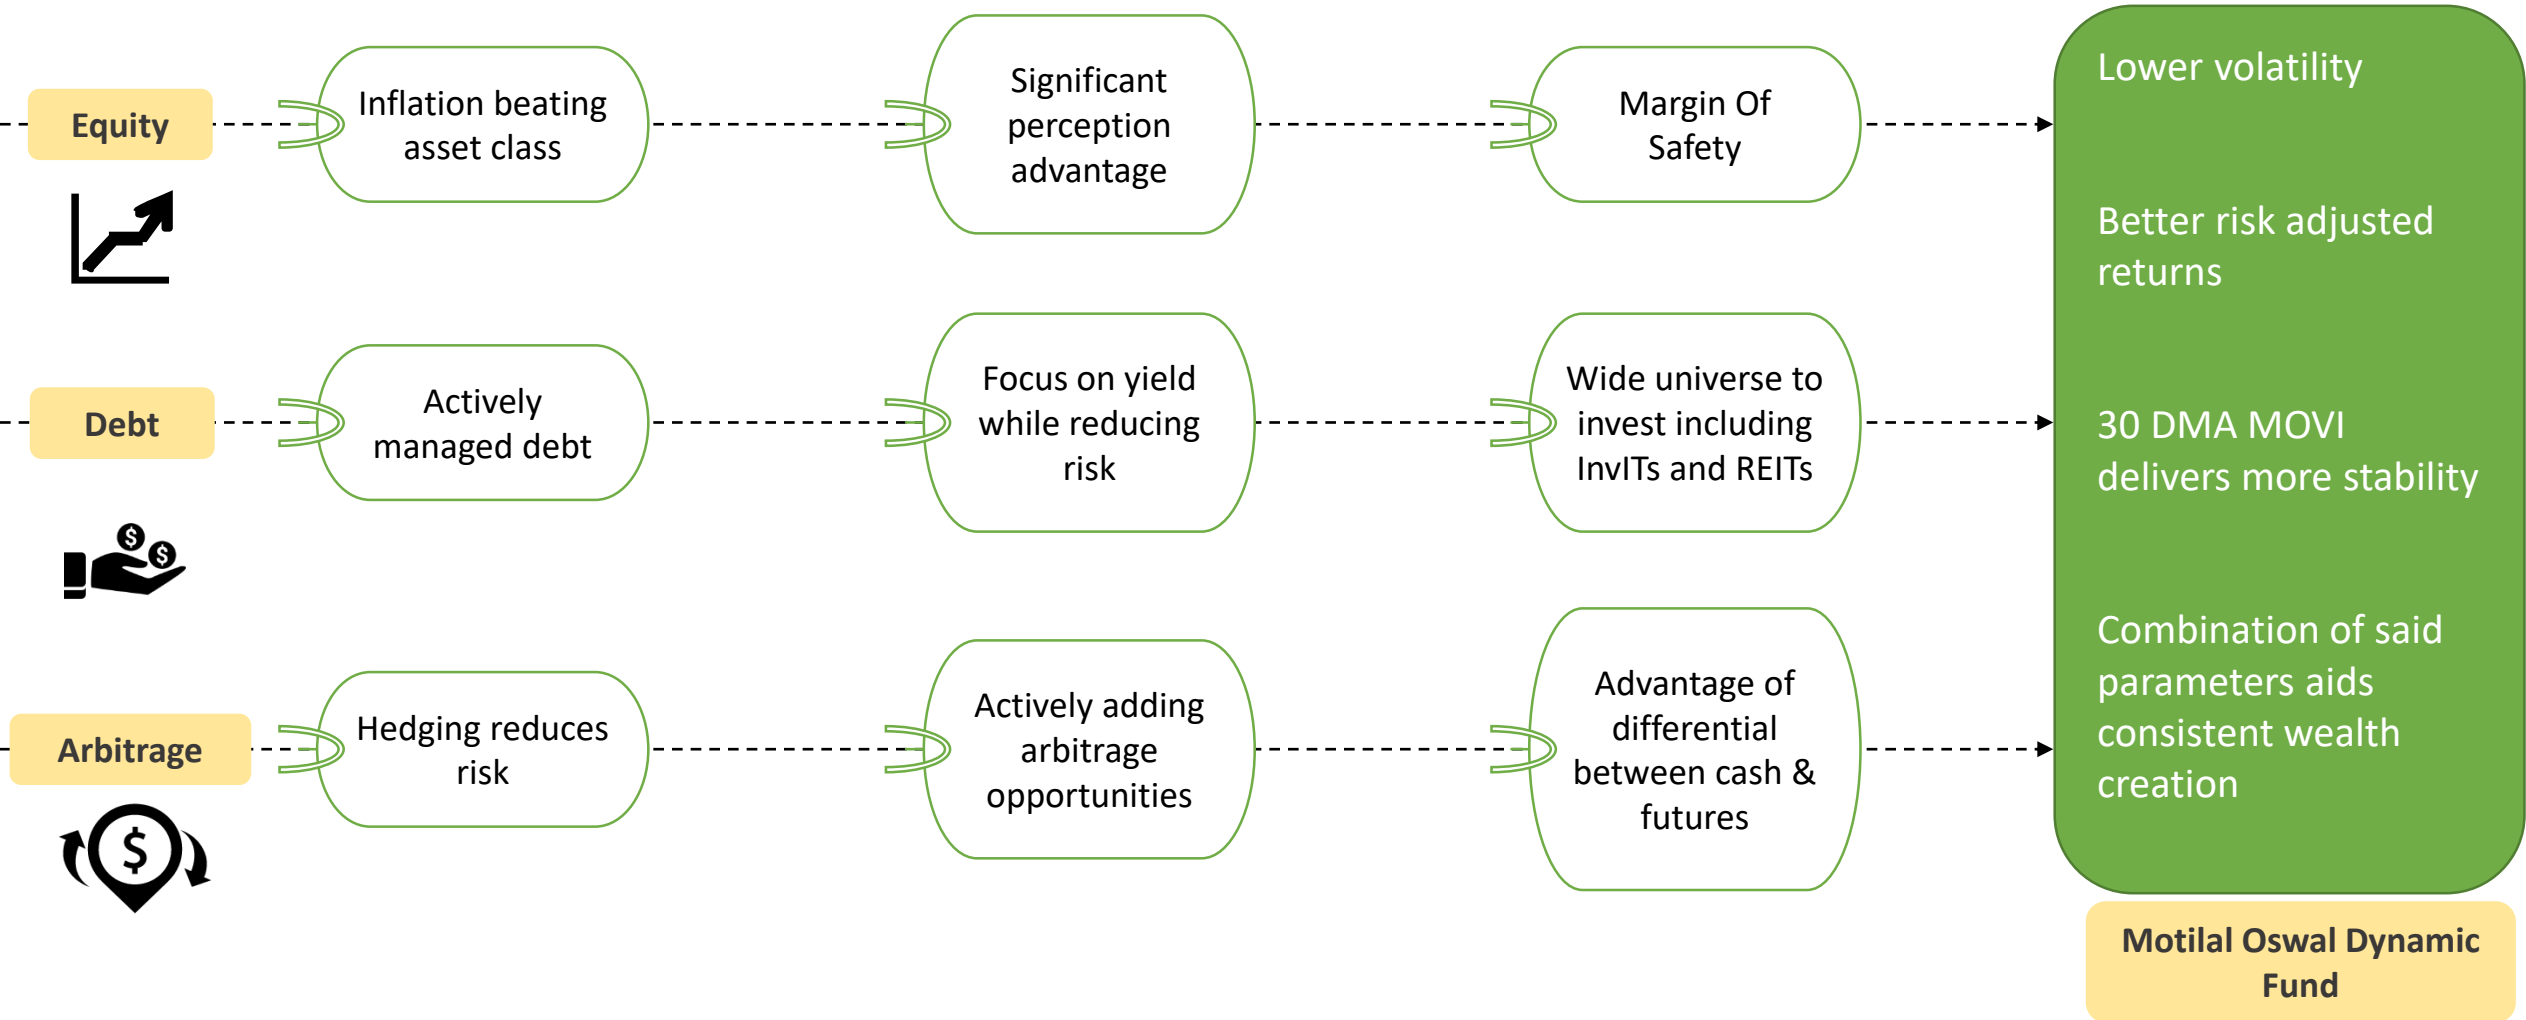 Equity
Inflation beating
asset class
Significant
perception
advantage
Margin Of
Safety
Debt
Actively
managed debt
Focus on yield
while reducing
risk
Wide universe to
invest including
InvITs and REITs
Arbitrage
Hedging reduces
risk
Actively adding
arbitrage
opportunities
Advantage of
differential
between cash &
futures
Lower volatility
Better risk adjusted
returns
30 DMA MOVI
delivers more stability
Combination of said
parameters aids
consistent wealth
creation
Motilal Oswal Dynamic
Fund
$
$
$